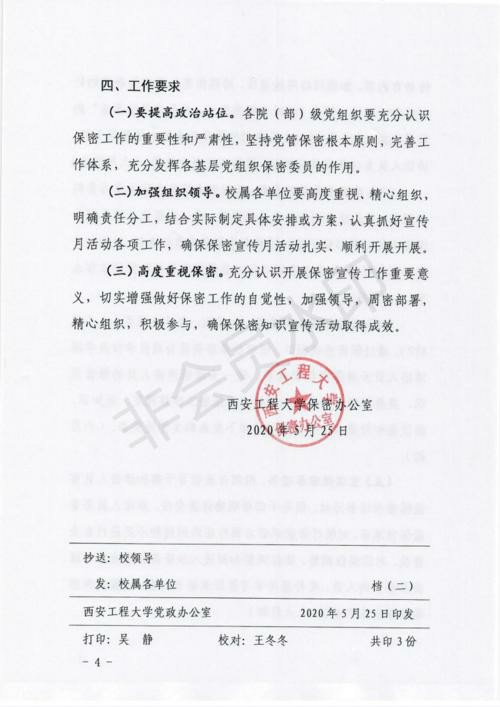 四、工作要求
(一)要提高政治站位。各院（部）级党组织要充分认识
保密工作的重要性和严肃性，坚持党管保密根本原则，完善工
作体系，充分发挥各基层党组织保密委员的作用。
(二)加强组织领导。校属各单位要高度重视、精心组织，
明确责任分工，结合实际制定具体安排或方案，认真抓好宣传
月活动各项工作，确保保密宣传月活动扎实、顺利开展开展。
(三)高度重视保密。充分认识开展保密宣传工作重要意
义，切实增强做好保密工作的自觉性，加强领导，周密部署，
精心组织，积极参与，确保保密知识宣传活动取得成效。
非会员水印
西安工程大学
保密办公室
西安工程大学保密办公室
2020年5月25日
抄送：校领导
发：校属各单位 档（二）
西安工程大学党政办公室 2020年5月25日印发
打印：吴 静 校对：王冬冬 共印3份
- 4 -